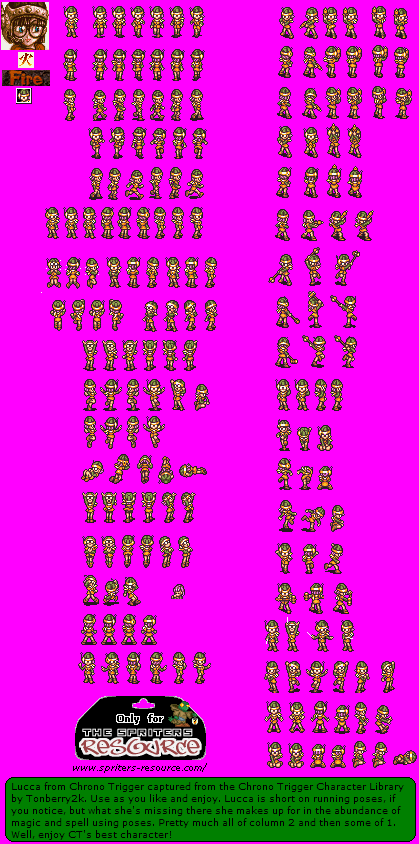 Fire
Only for
THE SPRITERS
RESOURCE
www.spriters-resource.com/
Lucca from Chrono Trigger captured from the Chrono Trigger Character Library
by Tonberry2k. Use as you like and enjoy. Lucca is short on running poses, if
you notice, but what she's missing there she makes up for in the abundance of
magic and spell using poses. Pretty much all of column 2 and then some of 1.
Well, enjoy CT's best character!